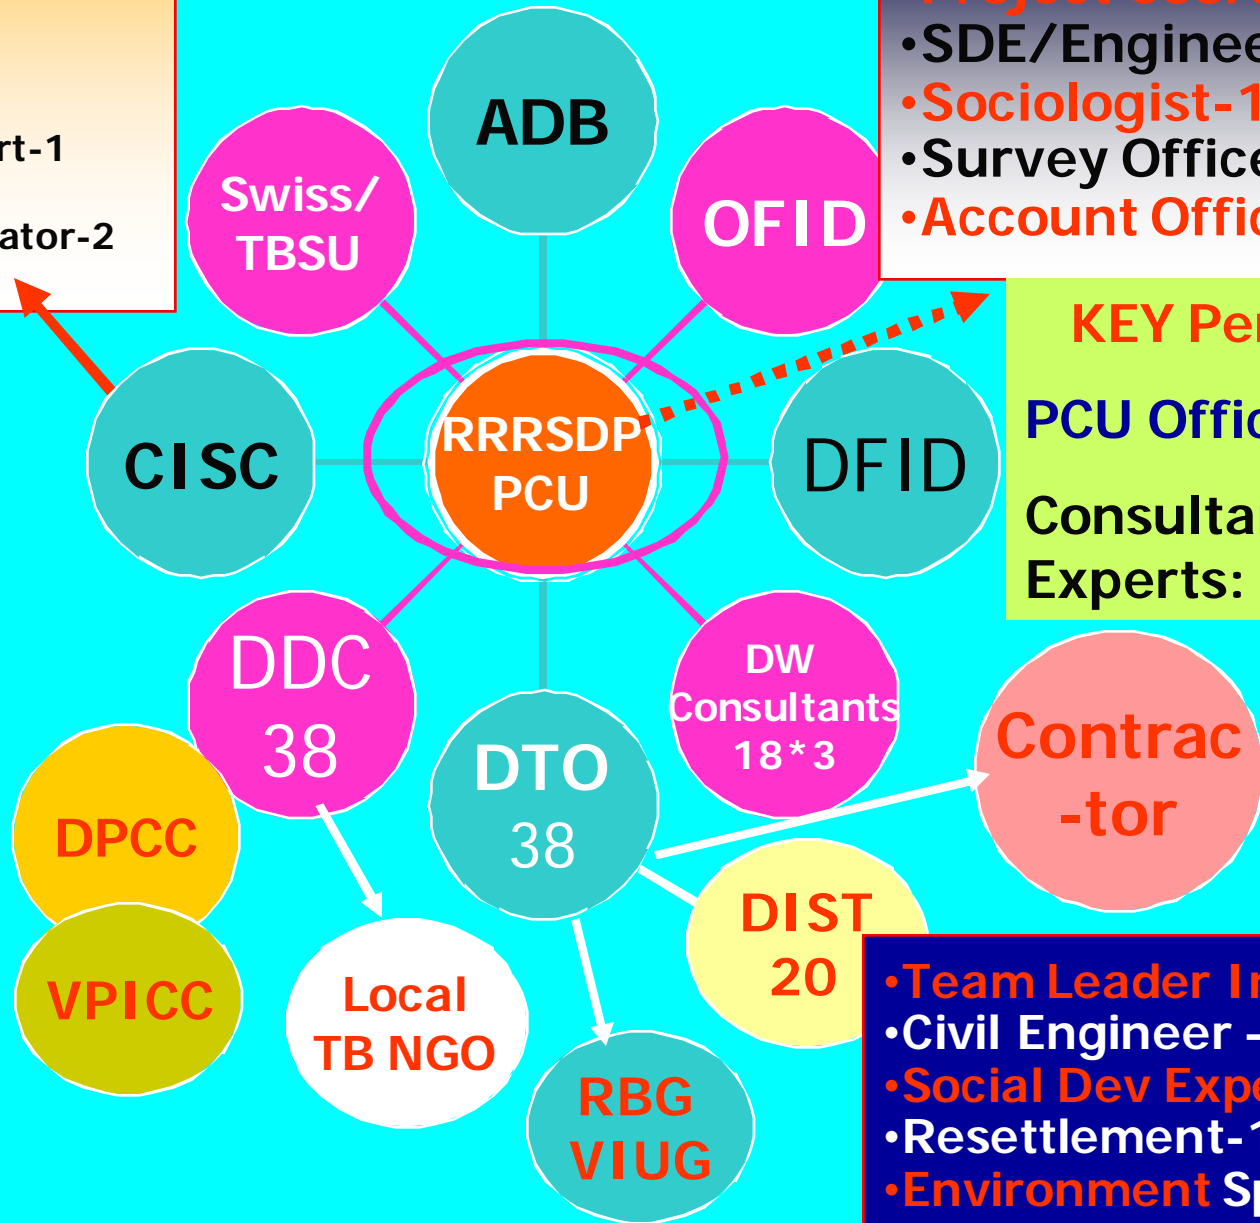 rt-1
ator-2
ADB
Swiss/
TBSU
OFID
•SDE/Enginee
•Sociologist-1
•Survey Office
•Account Offic
KEY Per
PCU Offic
Consulta
Experts:
CISC
RRRSDP
PCU
DFID
DDC
38
DW
Consultants
18*3
DTO
38
Contrac
-tor
DPCC
VPICC
Local
TB NGO
DIST
20
RBG
VIUG
•Team Leader In
•Civil Engineer -
•Social Dev Expe
•Resettlement-1
•Environment Sp